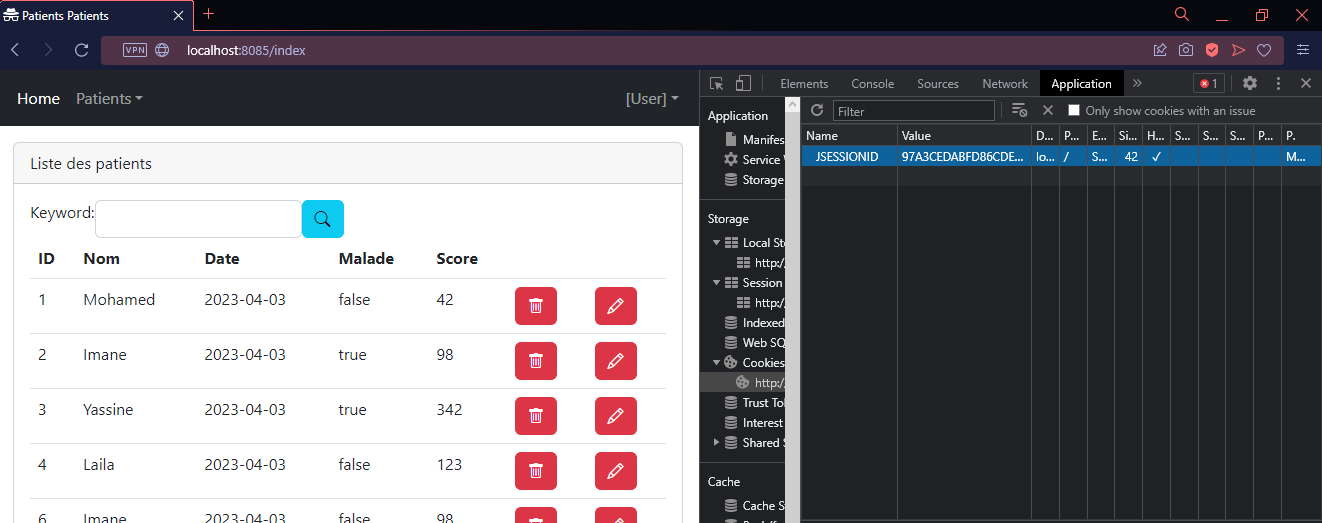 Patients Patients
VPN localhost:8085/index
Home Patients [User]
Liste des patients
Keyword:
ID Nom Date Malade Score
1 Mohamed 2023-04-03 false 42
2 Imane 2023-04-03 true 98
3 Yassine 2023-04-03 true 342
4 Laila 2023-04-03 false 123
6 Imane 2023-04-03 false 98
Elements Console Sources Network Application » 1
Application
Manifes
Service
Storage
Storage
Local Sto
http:/
Session
http:/
Indexed
Web SQ
Cookies
http:/
Trust To
Interest
Shared S
Cache
Cache S
Filter Only show cookies with an issue
Name Value D... P... E... Si... H... S... S... S... P... P.
JSESSIONID 97A3CEDABFD86CDE... lo... / S... 42 ✓ M...